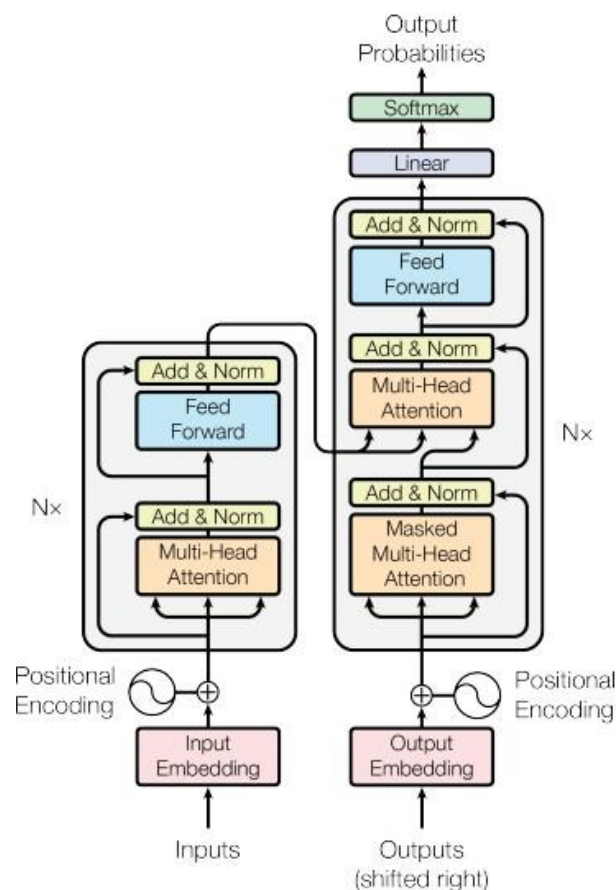 Output
Probabilities
Softmax
Linear
Add & Norm
Feed
Forward
Add & Norm
Multi-Head
Attention
Add & Norm
Masked
Multi-Head
Attention
N×
Add & Norm
Feed
Forward
Add & Norm
Multi-Head
Attention
N×
Positional
Encoding
Input
Embedding
Inputs
Positional
Encoding
Output
Embedding
Outputs
(shifted right)